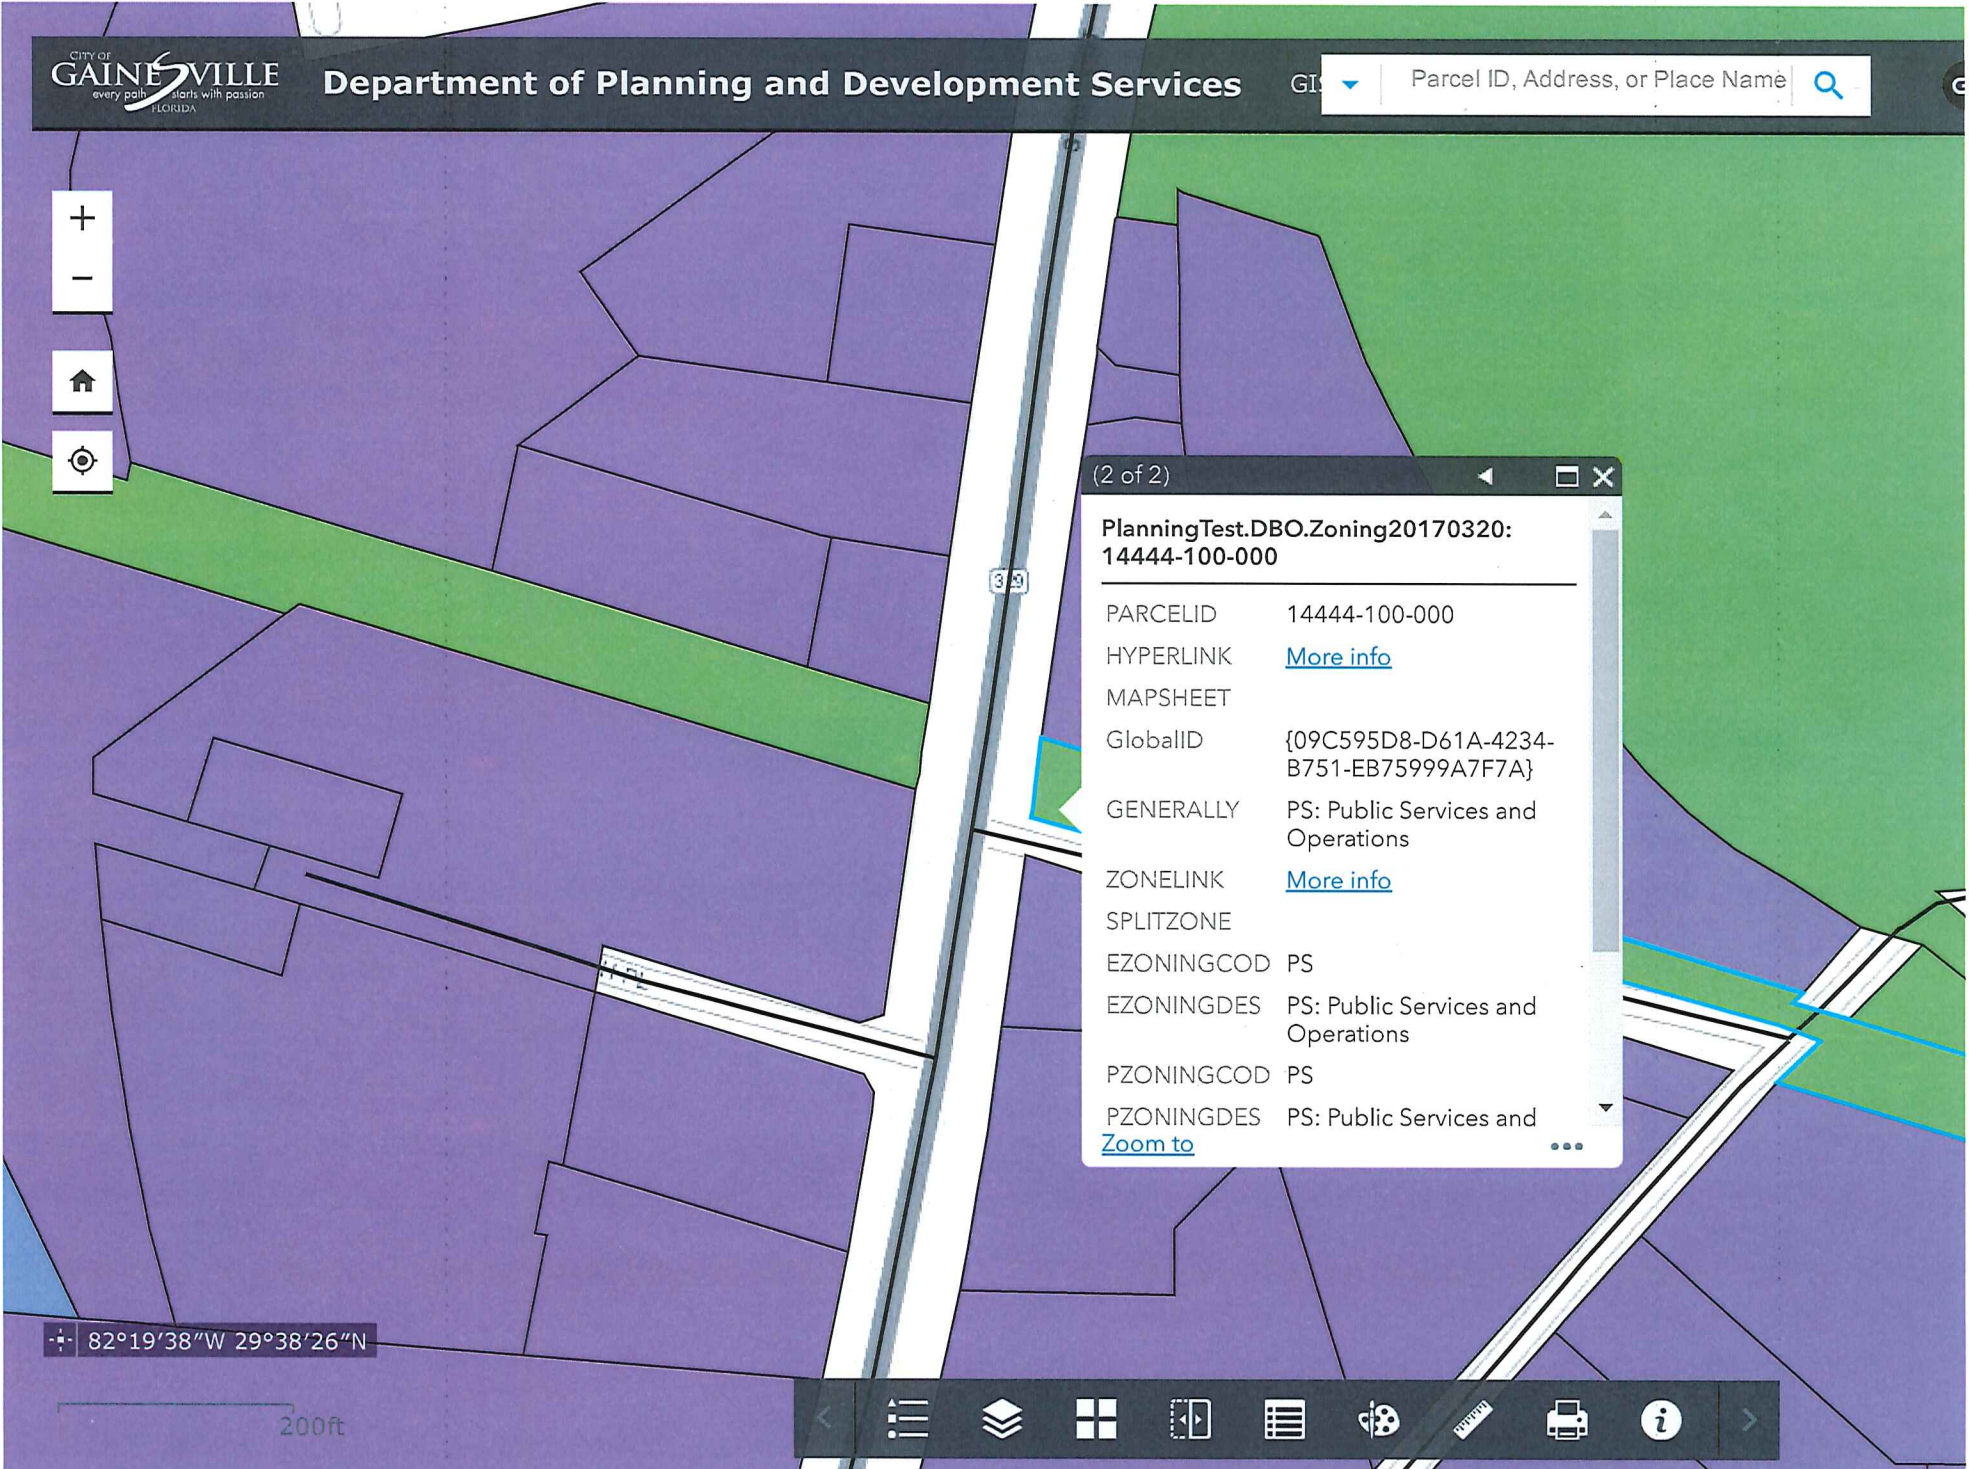 CITY OF
GAINESVILLE
every path starts with passion
FLORIDA
Department of Planning and Development Services
GIS
Parcel ID, Address, or Place Name
G
+
−
(2 of 2)
PlanningTest.DBO.Zoning20170320:
14444-100-000
PARCELID 14444-100-000
HYPERLINK More info
MAPSHEET
GlobalID {09C595D8-D61A-4234-
B751-EB75999A7F7A}
GENERALLY PS: Public Services and
Operations
ZONELINK More info
SPLITZONE
EZONINGCOD PS
EZONINGDES PS: Public Services and
Operations
PZONINGCOD PS
PZONINGDES PS: Public Services and
Zoom to
329
82°19'38"W 29°38'26"N
200ft